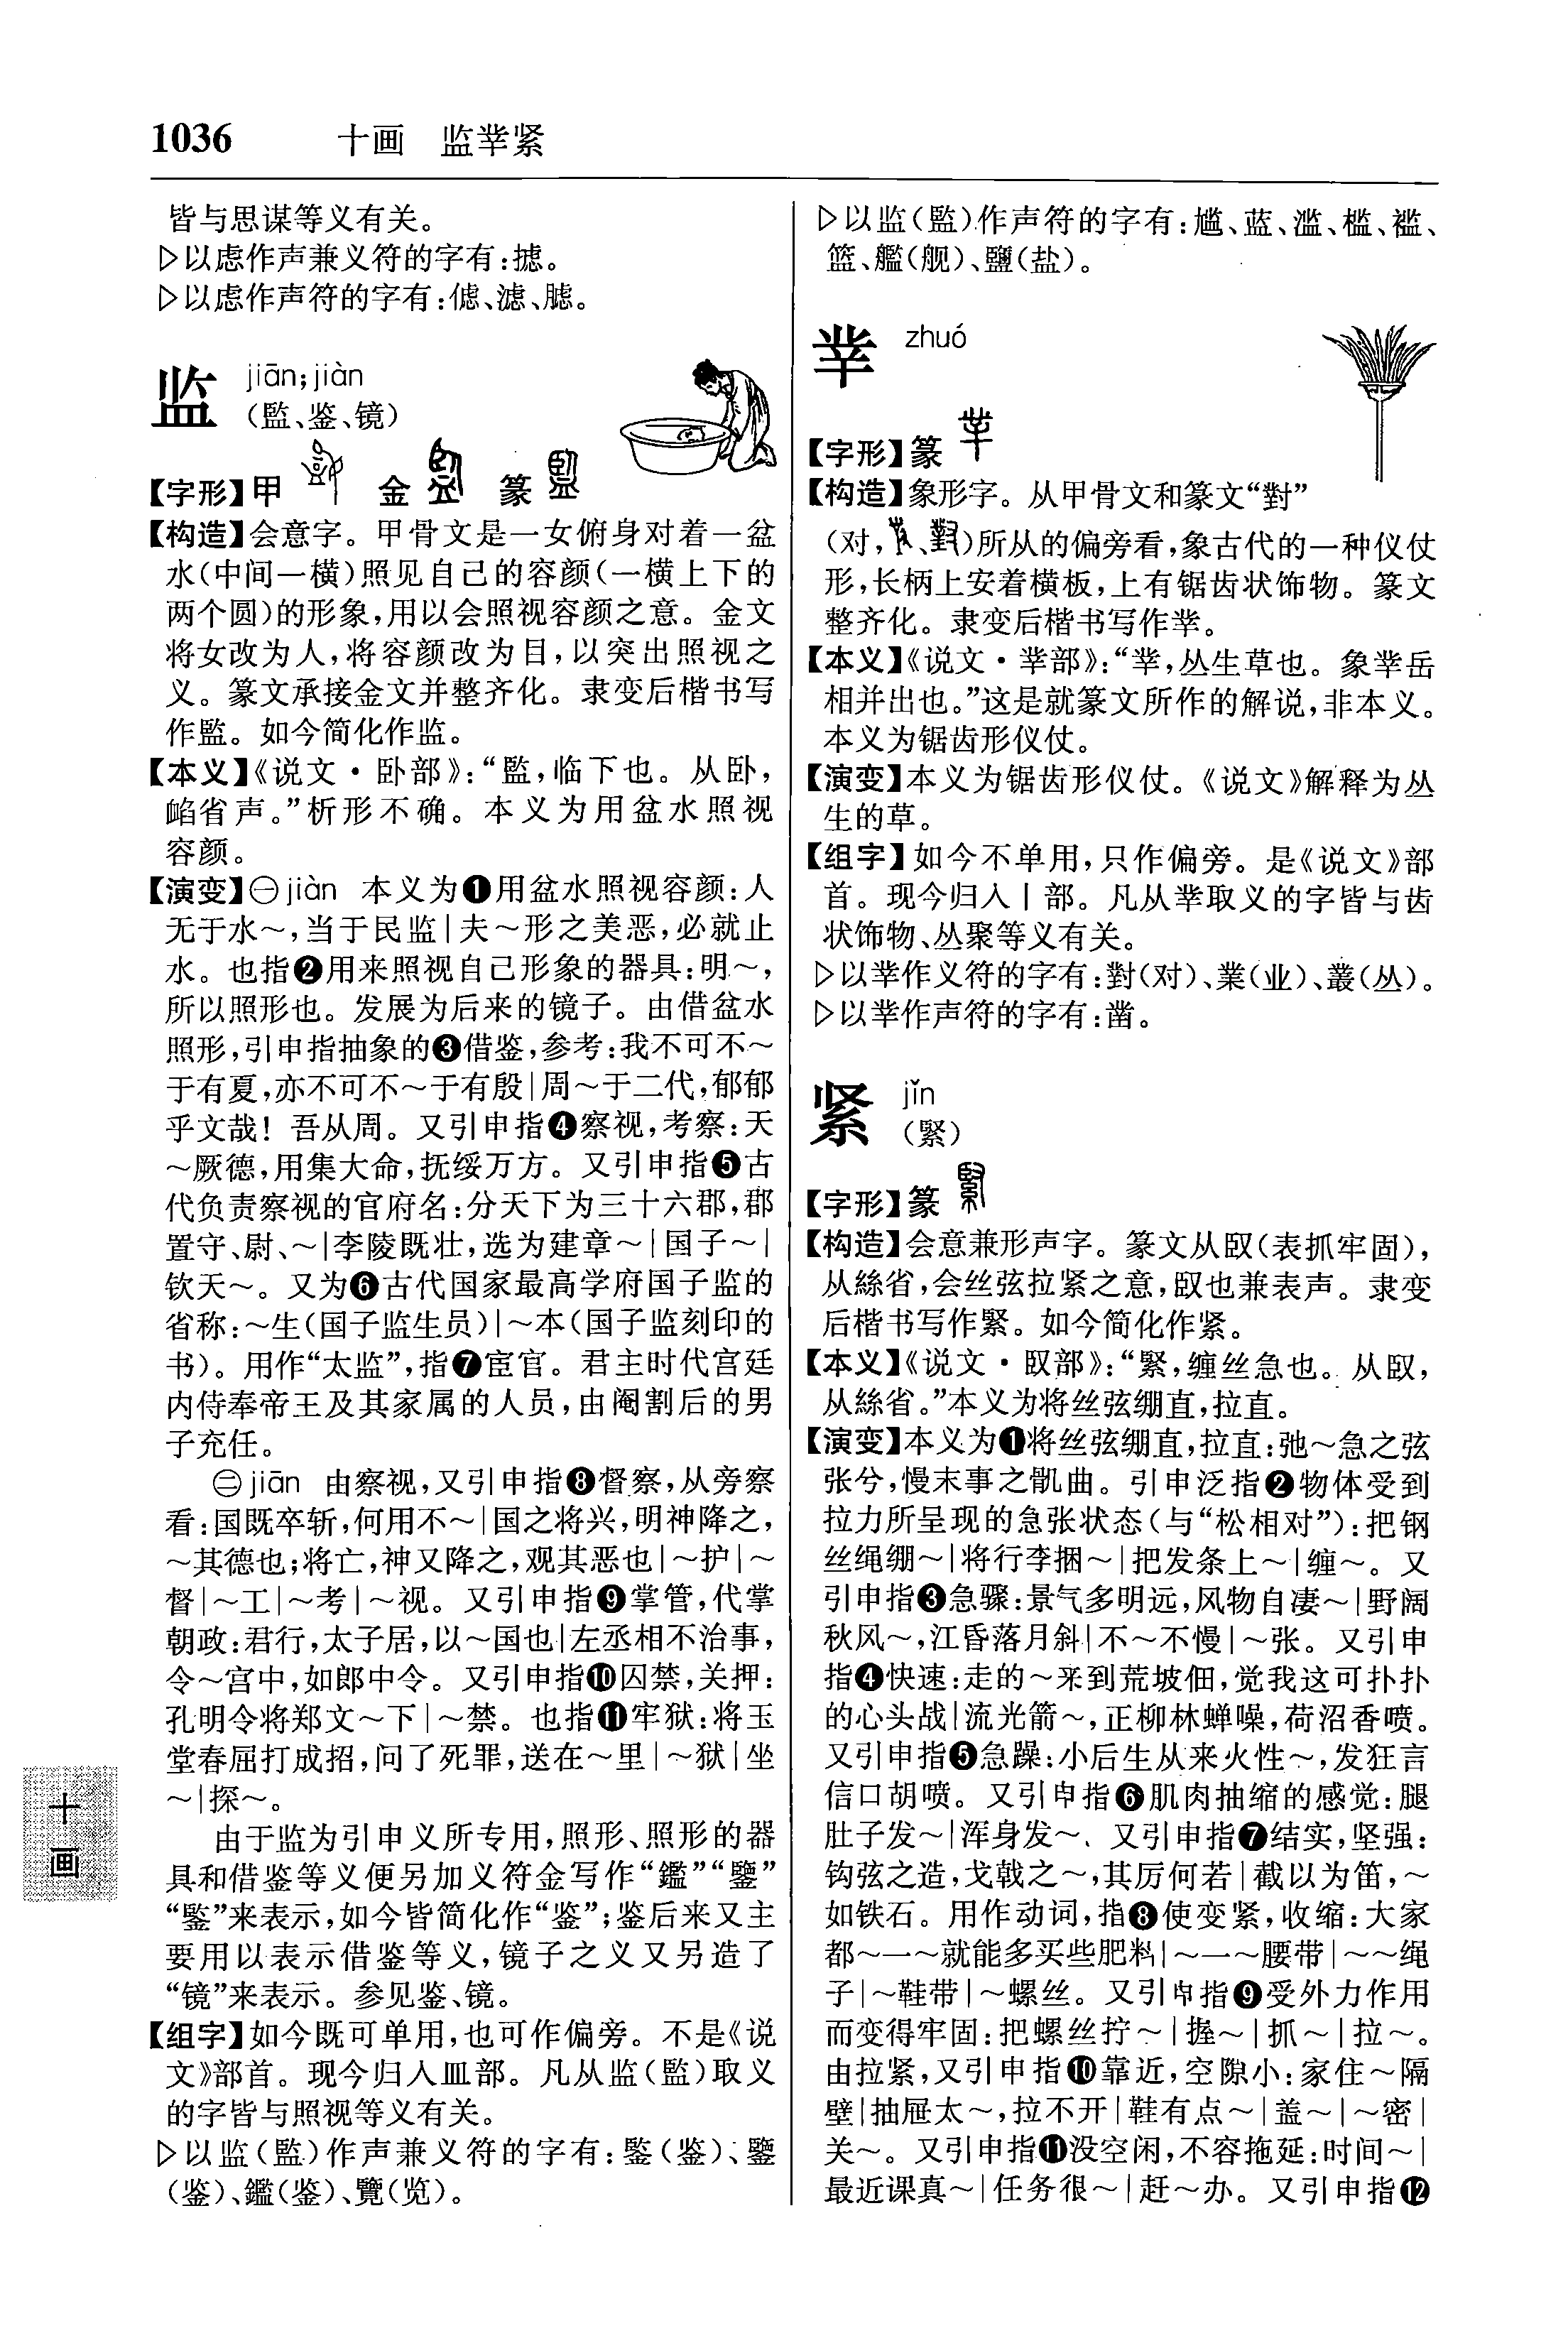 1036 十画 监丵紧
皆与思谋等义有关。
▷以虑作声兼义符的字有:摅。
▷以虑作声符的字有:㑄、滤、胪。
监 jiān;jiàn
(監、鉴、镜)
【字形】甲 金 篆
【构造】会意字。甲骨文是一女俯身对着一盆
水(中间一横)照见自己的容颜(一横上下的
两个圆)的形象,用以会照视容颜之意。金文
将女改为人,将容颜改为目,以突出照视之
义。篆文承接金文并整齐化。隶变后楷书写
作監。如今简化作监。
【本义】《说文·卧部》:“監,临下也。从卧,
䘓省声。”析形不确。本义为用盆水照视
容颜。
【演变】㊀jiàn 本义为❶用盆水照视容颜:人
无于水～,当于民监|夫～形之美恶,必就止
水。也指❷用来照视自己形象的器具:明～,
所以照形也。发展为后来的镜子。由借盆水
照形,引申指抽象的❸借鉴,参考:我不可不～
于有夏,亦不可不～于有殷|周～于二代,郁郁
乎文哉！吾从周。又引申指❹察视,考察:天
～厥德,用集大命,抚绥万方。又引申指❺古
代负责察视的官府名:分天下为三十六郡,郡
置守、尉、～|李陵既壮,选为建章～|国子～|
钦天～。又为❻古代国家最高学府国子监的
省称:～生(国子监生员)|～本(国子监刻印的
书)。用作“太监”,指❼宦官。君主时代宫廷
内侍奉帝王及其家属的人员,由阉割后的男
子充任。
㊁jiān 由察视,又引申指❽督察,从旁察
看:国既卒斩,何用不～|国之将兴,明神降之,
～其德也;将亡,神又降之,观其恶也|～护|～
督|～工|～考|～视。又引申指❾掌管,代掌
朝政:君行,太子居,以～国也|左丞相不治事,
令～宫中,如郎中令。又引申指❿囚禁,关押:
孔明令将郑文～下|～禁。也指⓫牢狱:将玉
堂春屈打成招,问了死罪,送在～里|～狱|坐
～|探～。
由于监为引申义所专用,照形、照形的器
具和借鉴等义便另加义符金写作“鑑”“鑒”
“鋻”来表示,如今皆简化作“鉴”;鉴后来又主
要用以表示借鉴等义,镜子之义又另造了
“镜”来表示。参见鉴、镜。
【组字】如今既可单用,也可作偏旁。不是《说
文》部首。现今归入皿部。凡从监(監)取义
的字皆与照视等义有关。
▷以监(監)作声兼义符的字有:鋻(鉴)、鑒
(鉴)、鑑(鉴)、覽(览)。
▷以监(監)作声符的字有:尴、蓝、滥、槛、褴、
篮、艦(舰)、鹽(盐)。
丵 zhuó
【字形】篆
【构造】象形字。从甲骨文和篆文“對”
(对,、)所从的偏旁看,象古代的一种仪仗
形,长柄上安着横板,上有锯齿状饰物。篆文
整齐化。隶变后楷书写作丵。
【本义】《说文·丵部》:“丵,丛生草也。象丵岳
相并出也。”这是就篆文所作的解说,非本义。
本义为锯齿形仪仗。
【演变】本义为锯齿形仪仗。《说文》解释为丛
生的草。
【组字】如今不单用,只作偏旁。是《说文》部
首。现今归入丨部。凡从丵取义的字皆与齿
状饰物、丛聚等义有关。
▷以丵作义符的字有:對(对)、業(业)、叢(丛)。
▷以丵作声符的字有:凿。
紧 jǐn
(緊)
【字形】篆
【构造】会意兼形声字。篆文从臤(表抓牢固),
从絲省,会丝弦拉紧之意,臤也兼表声。隶变
后楷书写作緊。如今简化作紧。
【本义】《说文·臤部》:“緊,缠丝急也。从臤,
从絲省。”本义为将丝弦绷直,拉直。
【演变】本义为❶将丝弦绷直,拉直:弛～急之弦
张兮,慢末事之骩曲。引申泛指❷物体受到
拉力所呈现的急张状态(与“松相对”):把钢
丝绳绷～|将行李捆～|把发条上～|缠～。又
引申指❸急骤:景气多明远,风物自凄～|野阔
秋风～,江昏落月斜|不～不慢|～张。又引申
指❹快速:走的～来到荒坡佃,觉我这可扑扑
的心头战|流光箭～,正柳林蝉噪,荷沼香喷。
又引申指❺急躁:小后生从来火性～,发狂言
信口胡喷。又引申指❻肌肉抽缩的感觉:腿
肚子发～|浑身发～、又引申指❼结实,坚强:
钩弦之造,戈戟之～,其厉何若|截以为笛,～
如铁石。用作动词,指❽使变紧,收缩:大家
都～一～就能多买些肥料|～一～腰带|～～绳
子|～鞋带|～螺丝。又引申指❾受外力作用
而变得牢固:把螺丝拧～|握～|抓～|拉～。
由拉紧,又引申指❿靠近,空隙小:家住～隔
壁|抽屉太～,拉不开|鞋有点～|盖～|～密|
关～。又引申指⓫没空闲,不容拖延:时间～|
最近课真～|任务很～|赶～办。又引申指⓬
十画